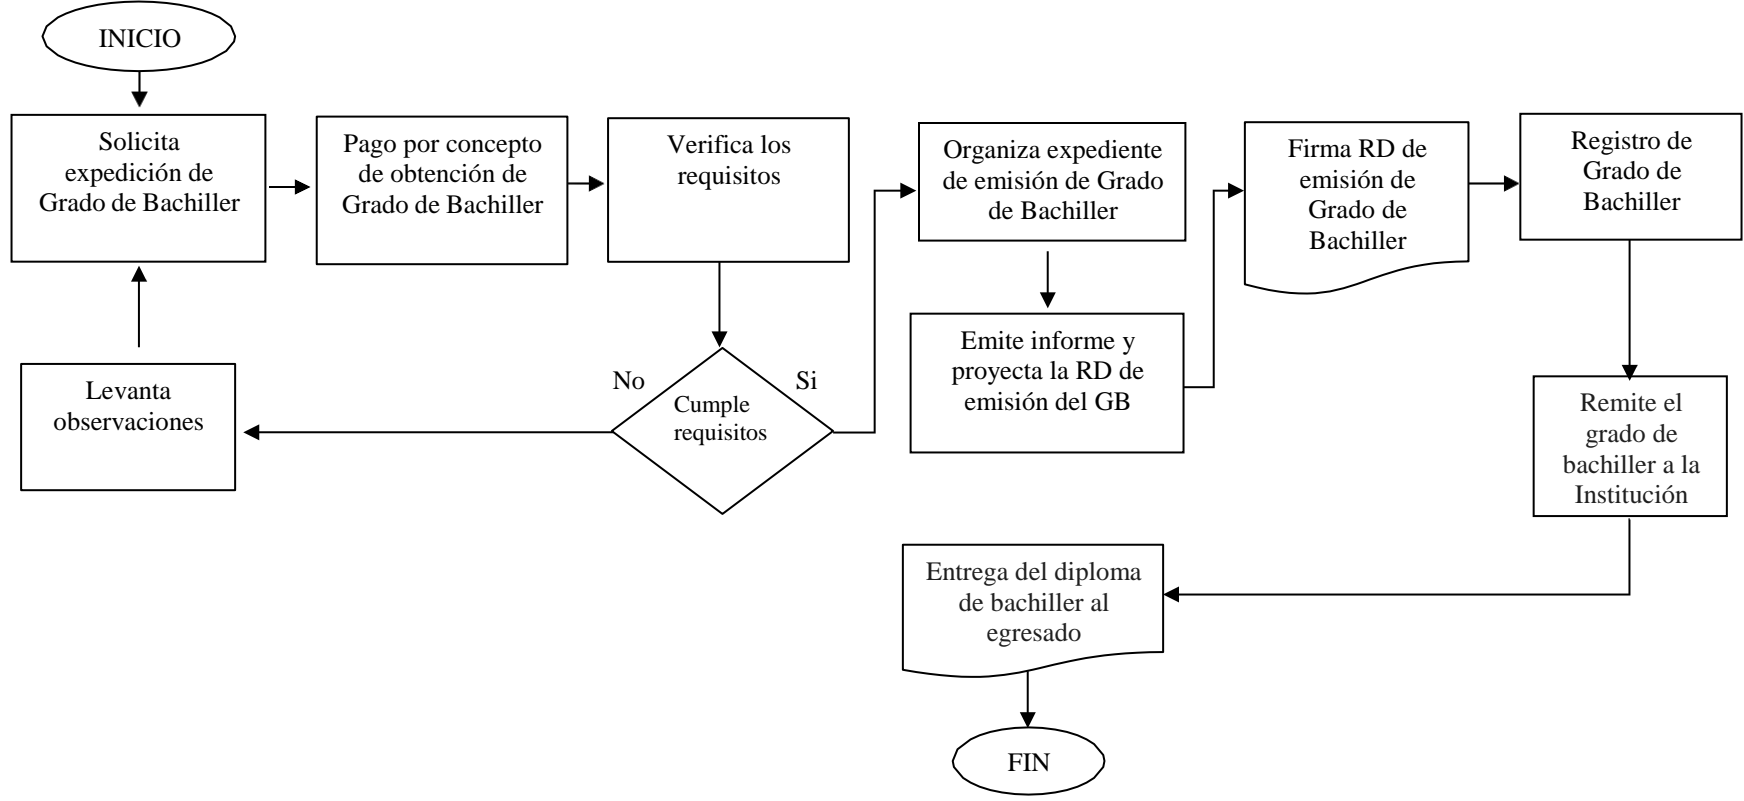 INICIO
Solicita
expedición de
Grado de Bachiller
Pago por concepto
de obtención de
Grado de Bachiller
Verifica los
requisitos
Organiza expediente
de emisión de Grado
de Bachiller
Firma RD de
emisión de
Grado de
Bachiller
Registro de
Grado de
Bachiller
Levanta
observaciones
No
Cumple
requisitos
Si
Emite informe y
proyecta la RD de
emisión del GB
Remite el
grado de
bachiller a la
Institución
Entrega del diploma
de bachiller al
egresado
FIN